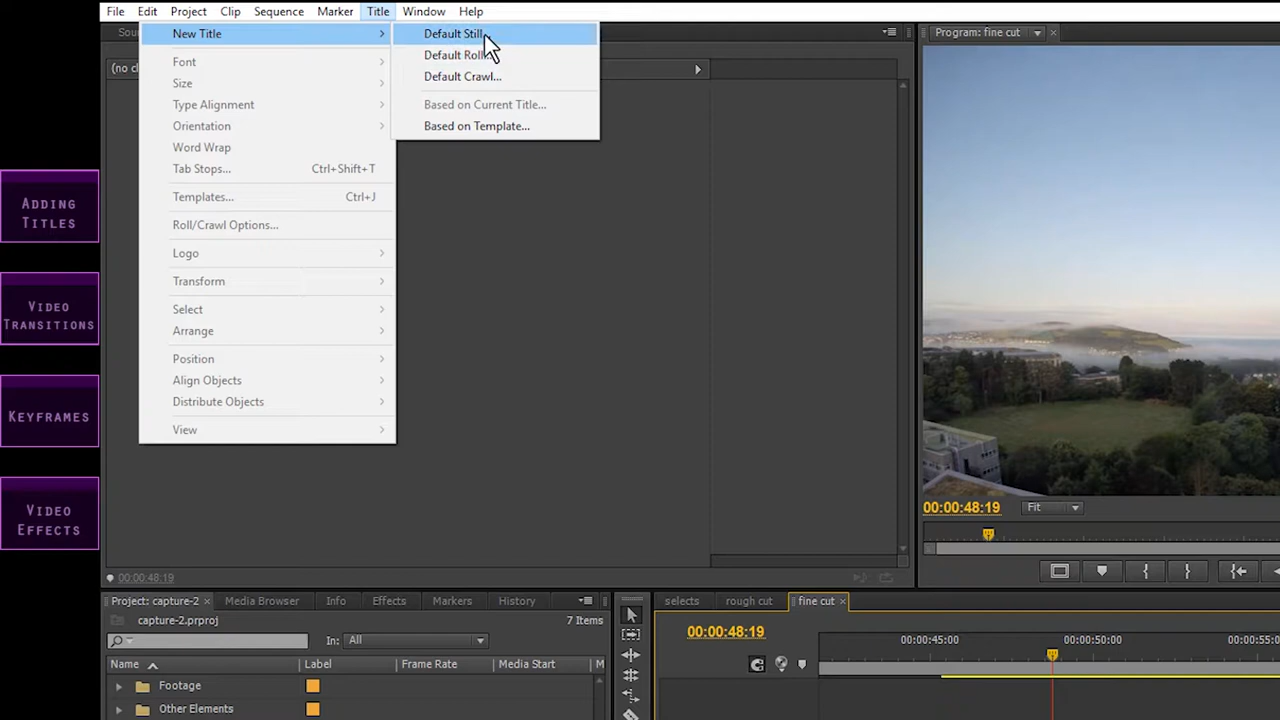 File Edit Project Clip Sequence Marker Title Window Help
New Title
Font
Size
Type Alignment
Orientation
Word Wrap
Tab Stops... Ctrl+Shift+T
Templates... Ctrl+J
Roll/Crawl Options...
Logo
Transform
Select
Arrange
Position
Align Objects
Distribute Objects
View
Default Still...
Default Roll...
Default Crawl...
Based on Current Title...
Based on Template...
Adding
Titles
Video
Transitions
Keyframes
Video
Effects
Program: fine cut
00:00:48:19 Fit
00:00:48:19
Project: capture-2 Media Browser Info Effects Markers History
capture-2.prproj 7 Items
In: All
Name Label Frame Rate Media Start M
Footage
Other Elements
selects rough cut fine cut
00:00:48:19
00:00:45:00 00:00:50:00 00:00:55:0